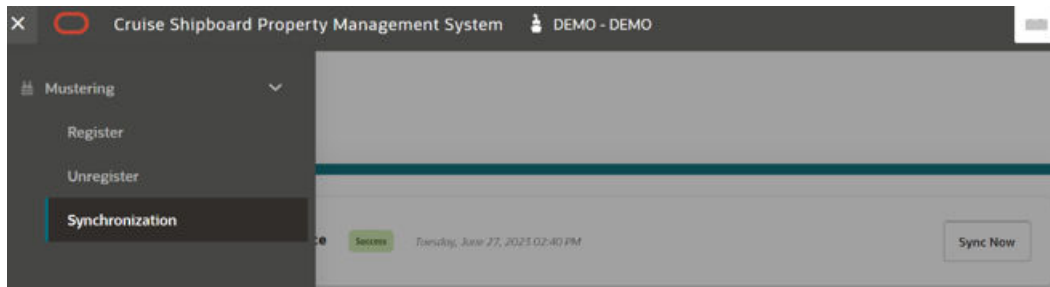 Cruise Shipboard Property Management System DEMO - DEMO
Mustering
Register
Unregister
Synchronization
ce Success Tuesday, June 27, 2023 02:40 PM Sync Now